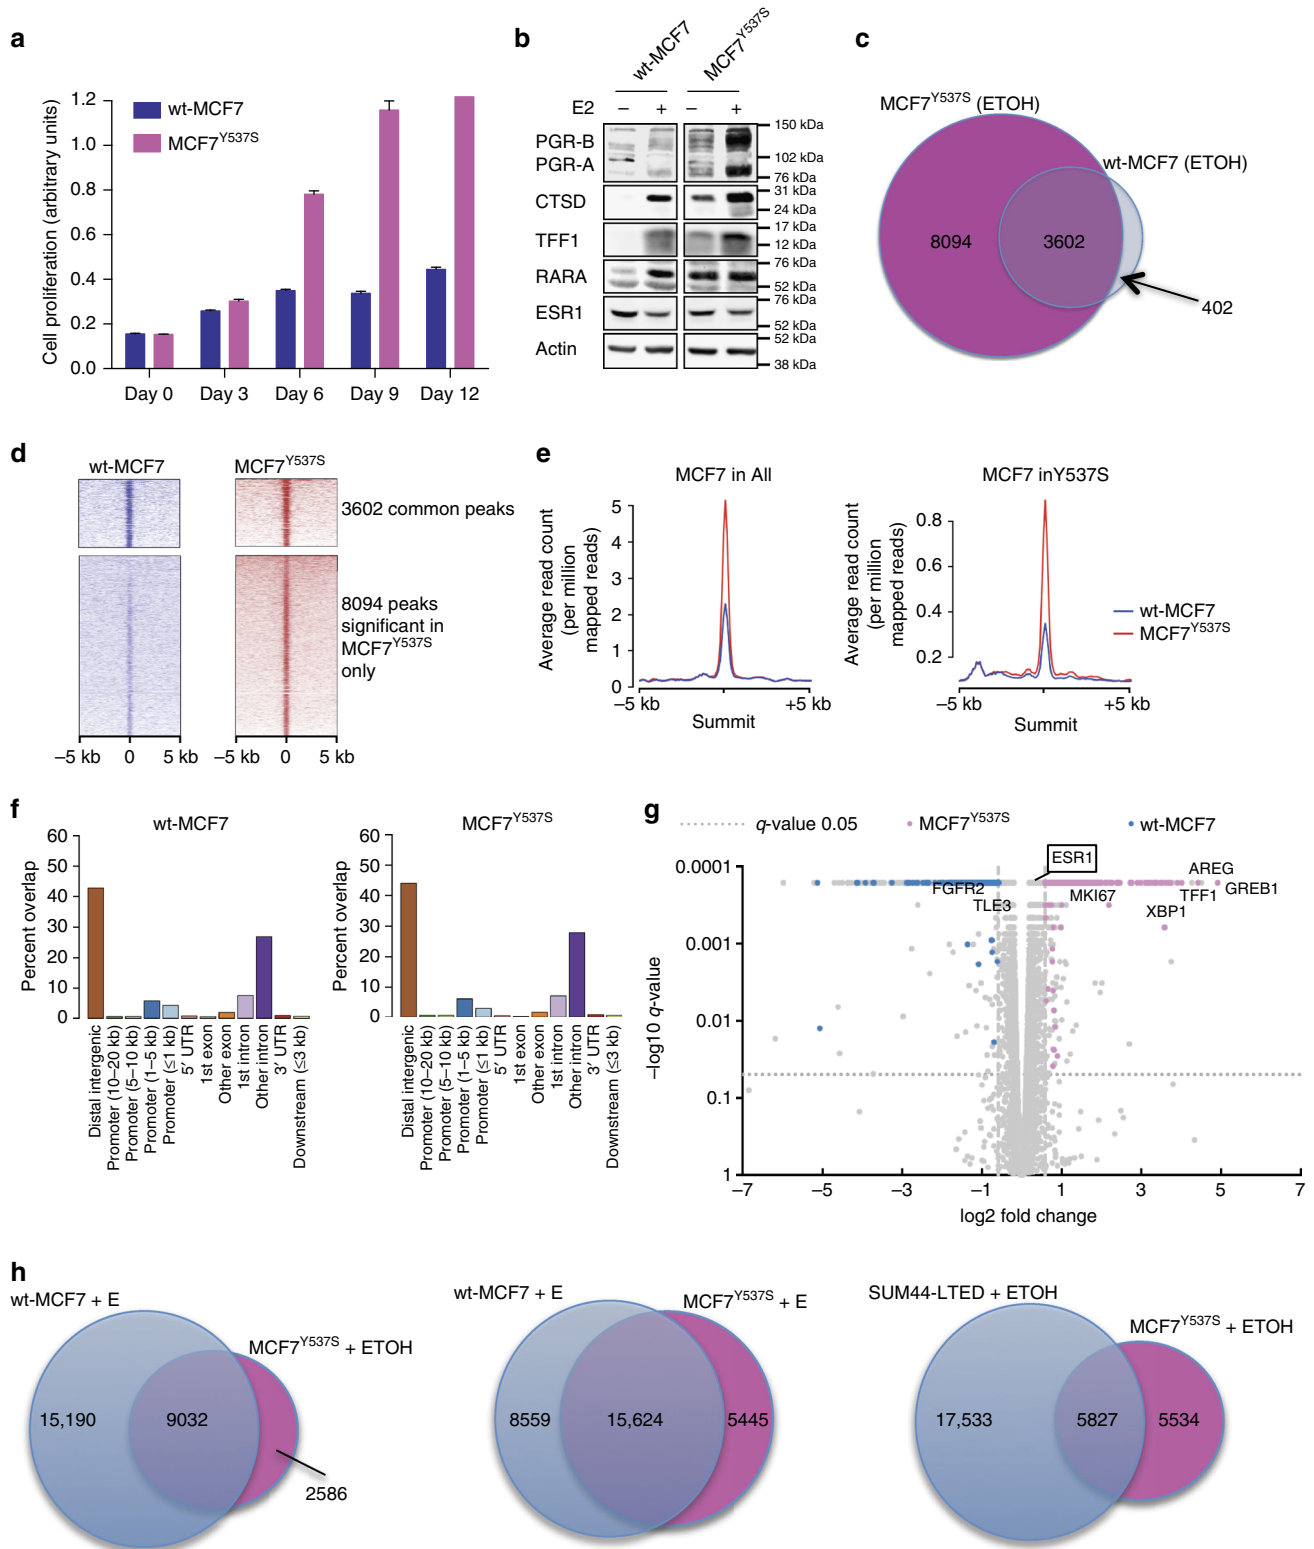 a
Cell proliferation (arbitrary units)
1.2
1.0
0.8
0.6
0.4
0.2
0.0
wt-MCF7
MCF7Y537S
Day 0
Day 3
Day 6
Day 9
Day 12
b
wt-MCF7
MCF7Y537S
E2
– + – +
PGR-B
PGR-A
CTSD
TFF1
RARA
ESR1
Actin
150 kDa
102 kDa
76 kDa
31 kDa
24 kDa
17 kDa
12 kDa
76 kDa
52 kDa
76 kDa
52 kDa
52 kDa
38 kDa
c
MCF7Y537S (ETOH)
wt-MCF7 (ETOH)
8094
3602
402
d
wt-MCF7
MCF7Y537S
3602 common peaks
8094 peaks
significant in
MCF7Y537S
only
–5 kb
0
5 kb
–5 kb
0
5 kb
e
MCF7 in All
Average read count
(per million
mapped reads)
5
4
3
2
1
0
–5 kb
+5 kb
Summit
MCF7 inY537S
Average read count
(per million
mapped reads)
0.8
0.6
0.4
0.2
–5 kb
+5 kb
Summit
wt-MCF7
MCF7Y537S
f
wt-MCF7
Percent overlap
60
50
40
30
20
10
0
Distal intergenic
Promoter (10–20 kb)
Promoter (5–10 kb)
Promoter (1–5 kb)
Promoter (≤1 kb)
5′ UTR
1st exon
Other exon
1st intron
Other intron
3′ UTR
Downstream (≤3 kb)
MCF7Y537S
Percent overlap
60
50
40
30
20
10
0
Distal intergenic
Promoter (10–20 kb)
Promoter (5–10 kb)
Promoter (1–5 kb)
Promoter (≤1 kb)
5′ UTR
1st exon
Other exon
1st intron
Other intron
3′ UTR
Downstream (≤3 kb)
g
q-value 0.05
MCF7Y537S
wt-MCF7
–log10 q-value
0.0001
0.001
0.01
0.1
1
ESR1
AREG
FGFR2
MKI67
TFF1
GREB1
TLE3
XBP1
–7
–5
–3
–1
1
3
5
7
log2 fold change
h
wt-MCF7 + E
MCF7Y537S + ETOH
15,190
9032
2586
wt-MCF7 + E
MCF7Y537S + E
8559
15,624
5445
SUM44-LTED + ETOH
MCF7Y537S + ETOH
17,533
5827
5534